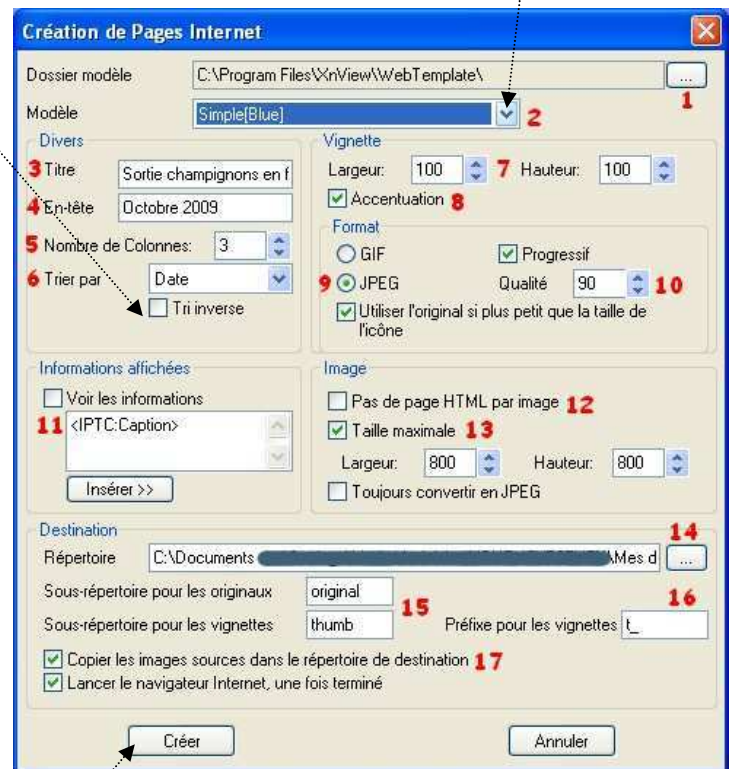 Création de Pages Internet
Dossier modèle C:\Program Files\XnView\WebTemplate\ ... 1
Modèle Simple[Blue] 2
Divers
3 Titre Sortie champignons en f
4 En-tête Octobre 2009
5 Nombre de Colonnes: 3
6 Trier par Date
Tri inverse
Vignette
Largeur: 100 7 Hauteur: 100
Accentuation 8
Format
GIF Progressif
9 JPEG Qualité 90 10
Utiliser l'original si plus petit que la taille de
l'icône
Informations affichées
Voir les informations
11 <IPTC:Caption>
Insérer >>
Image
Pas de page HTML par image 12
Taille maximale 13
Largeur: 800 Hauteur: 800
Toujours convertir en JPEG
Destination 14
Répertoire C:\Documents \Mes d ...
Sous-répertoire pour les originaux original 15 16
Sous-répertoire pour les vignettes thumb Préfixe pour les vignettes t_
Copier les images sources dans le répertoire de destination 17
Lancer le navigateur Internet, une fois terminé
Créer Annuler